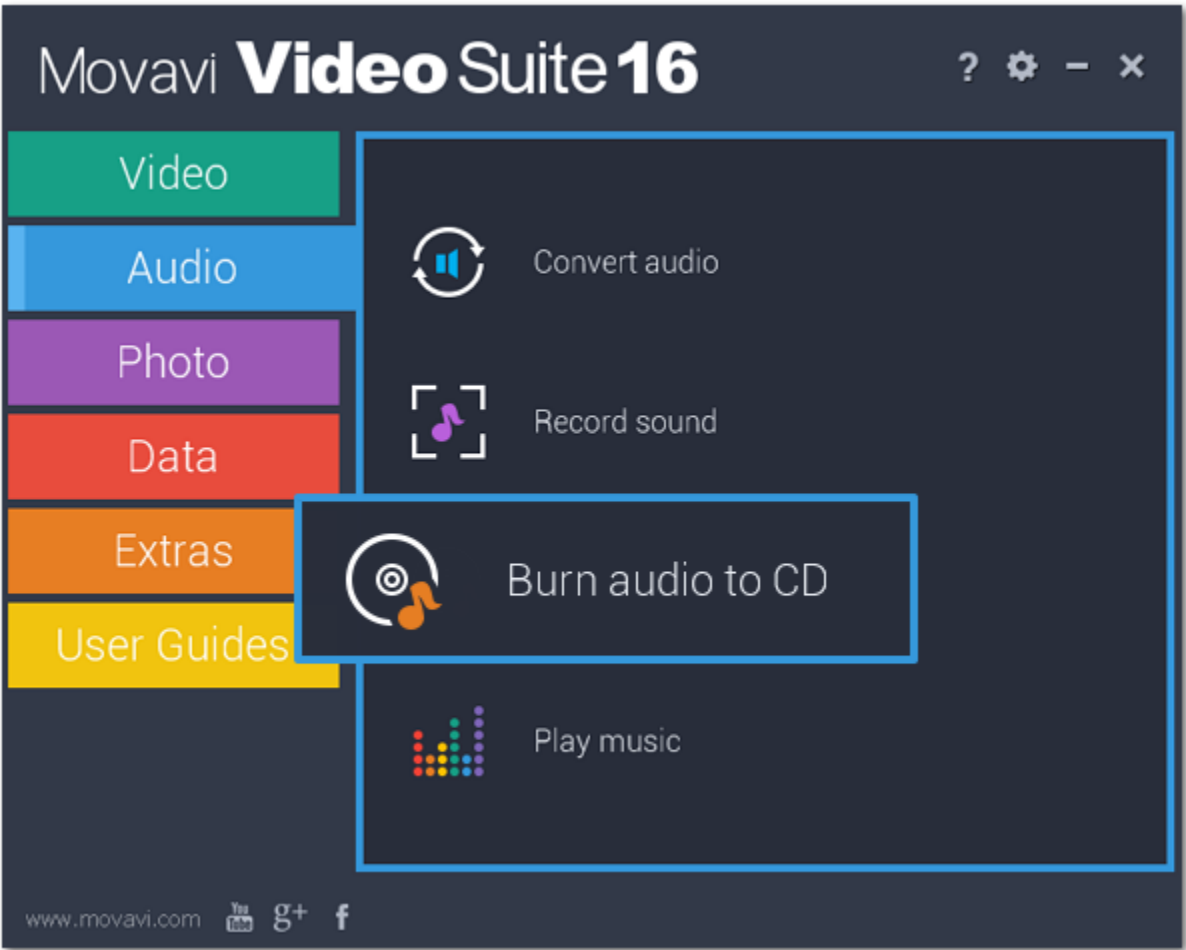 Movavi Video Suite 16
?
Video
Audio
Photo
Data
Extras
User Guides
Convert audio
Record sound
Burn audio to CD
Play music
www.movavi.com You Tube g+ f